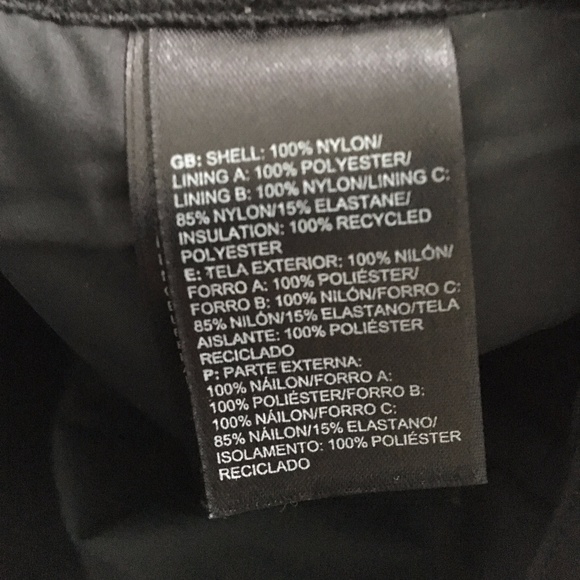 GB: SHELL: 100% NYLON/
LINING A: 100% POLYESTER/
LINING B: 100% NYLON/LINING C:
85% NYLON/15% ELASTANE/
INSULATION: 100% RECYCLED
POLYESTER
E: TELA EXTERIOR: 100% NILÓN/
FORRO A: 100% POLIÉSTER/
FORRO B: 100% NILÓN/FORRO C:
85% NILÓN/15% ELASTANO/TELA
AISLANTE: 100% POLIÉSTER
RECICLADO
P: PARTE EXTERNA:
100% NÁILON/FORRO A:
100% POLIÉSTER/FORRO B:
100% NÁILON/FORRO C:
85% NÁILON/15% ELASTANO/
ISOLAMENTO: 100% POLIÉSTER
RECICLADO